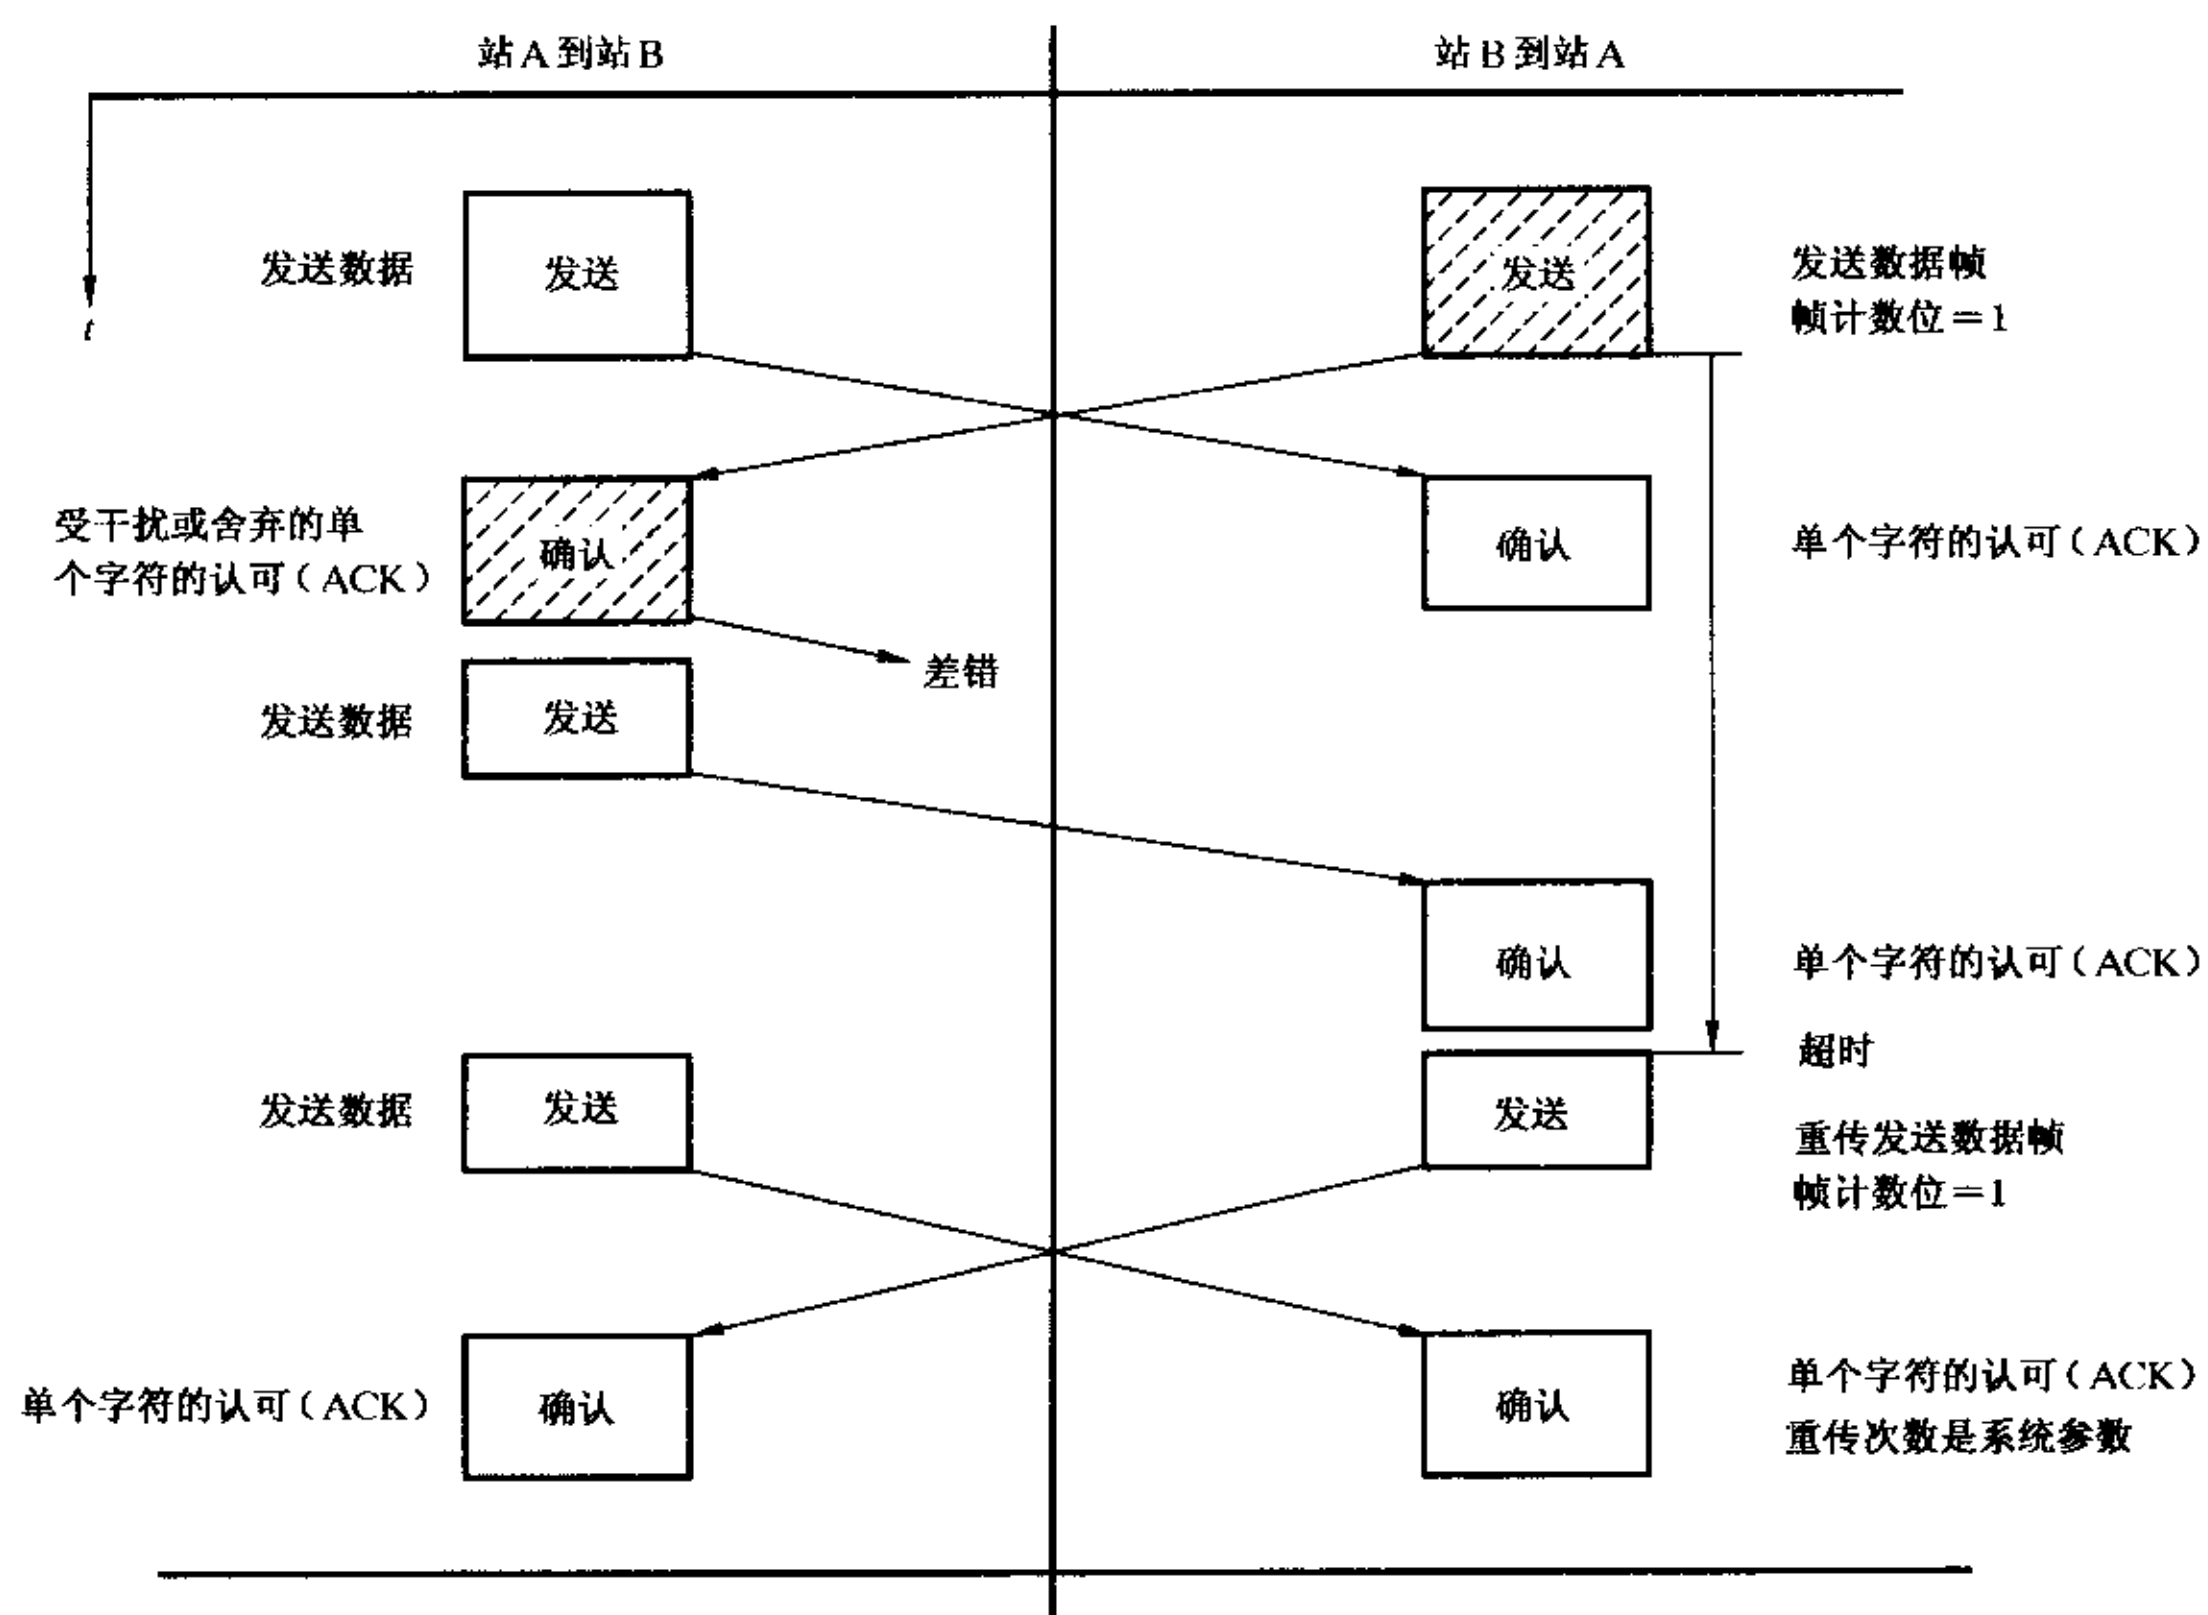 站A到站B
站B到站A
t
发送数据
发送
发送
发送数据帧
帧计数位=1
受干扰或舍弃的单
个字符的认可(ACK)
确认
确认
单个字符的认可(ACK)
差错
发送数据
发送
确认
单个字符的认可(ACK)
超时
发送数据
发送
发送
重传发送数据帧
帧计数位=1
单个字符的认可(ACK)
确认
确认
单个字符的认可(ACK)
重传次数是系统参数